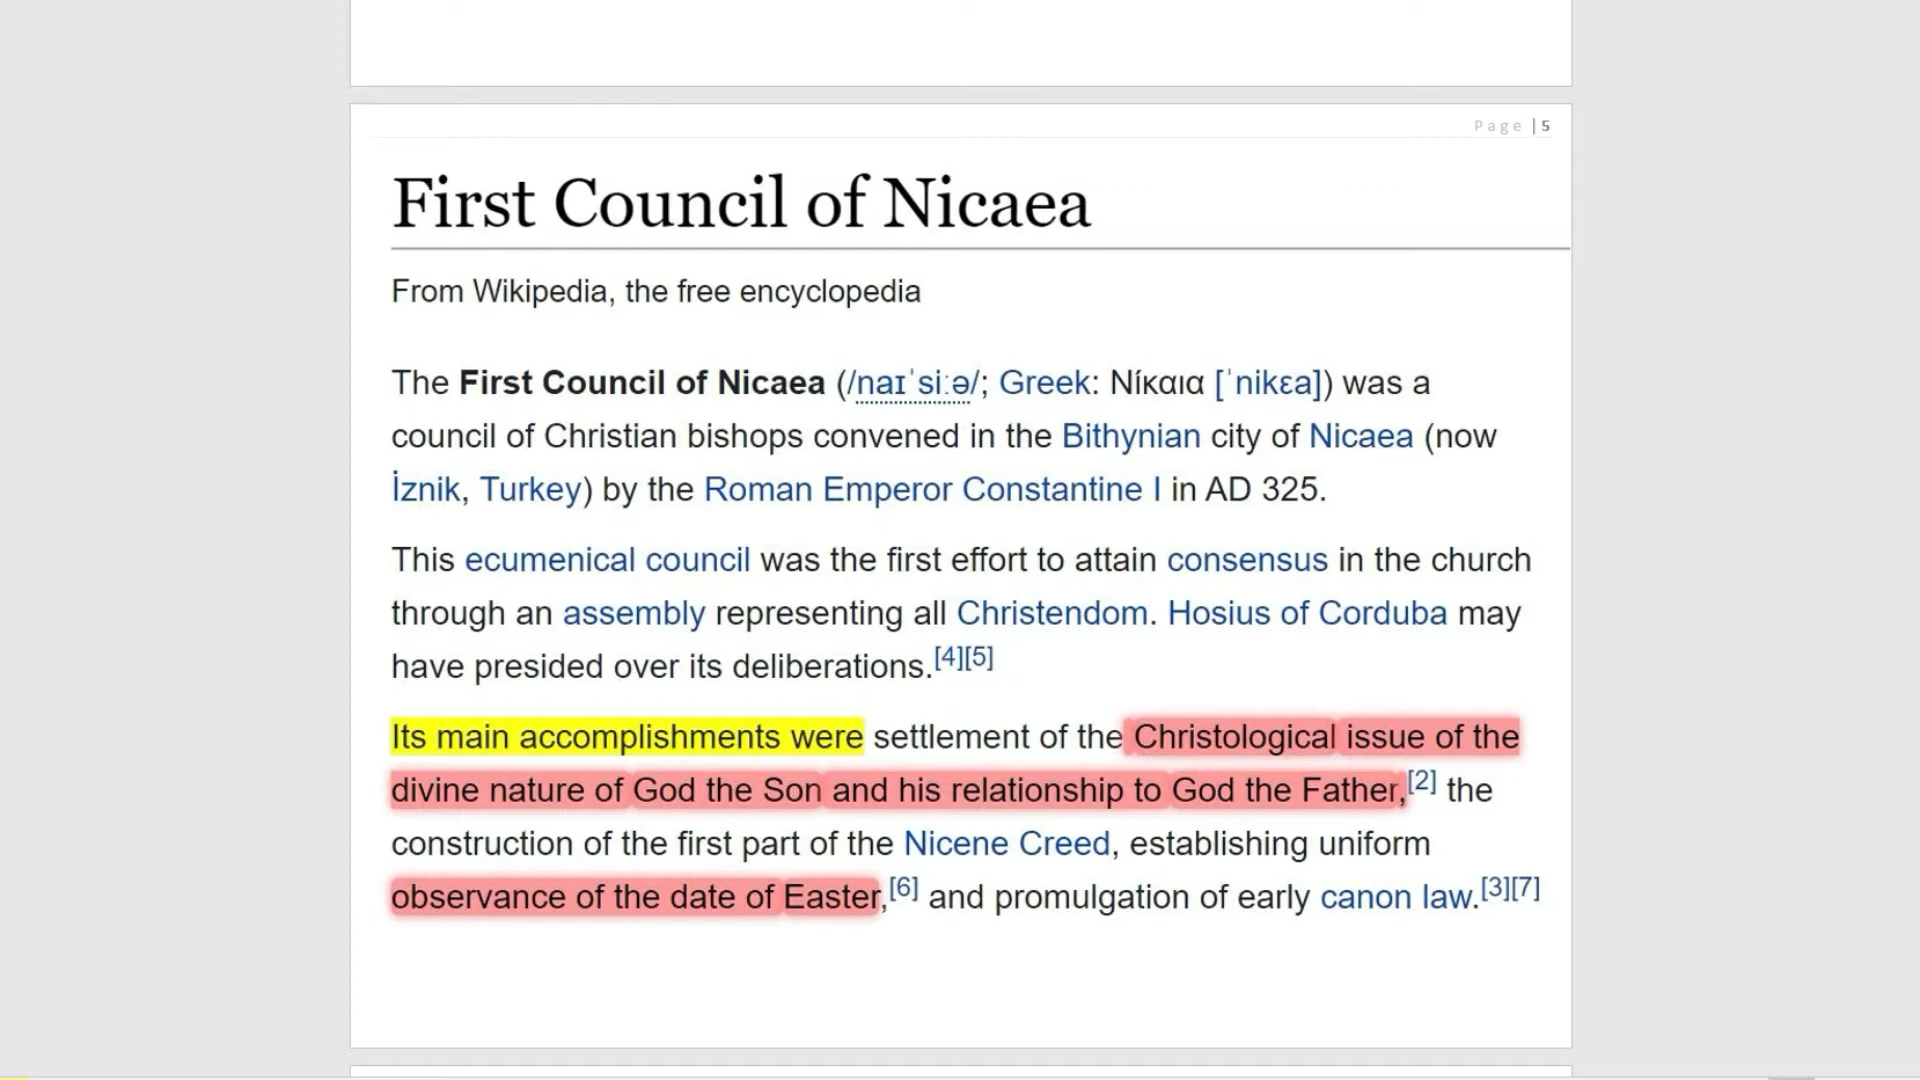 Page | 5
First Council of Nicaea
From Wikipedia, the free encyclopedia
The First Council of Nicaea (/naɪˈsiːə/; Greek: Νίκαια [ˈnikɛa]) was a
council of Christian bishops convened in the Bithynian city of Nicaea (now
İznik, Turkey) by the Roman Emperor Constantine I in AD 325.
This ecumenical council was the first effort to attain consensus in the church
through an assembly representing all Christendom. Hosius of Corduba may
have presided over its deliberations.[4][5]
Its main accomplishments were settlement of the Christological issue of the
divine nature of God the Son and his relationship to God the Father,[2] the
construction of the first part of the Nicene Creed, establishing uniform
observance of the date of Easter,[6] and promulgation of early canon law.[3][7]